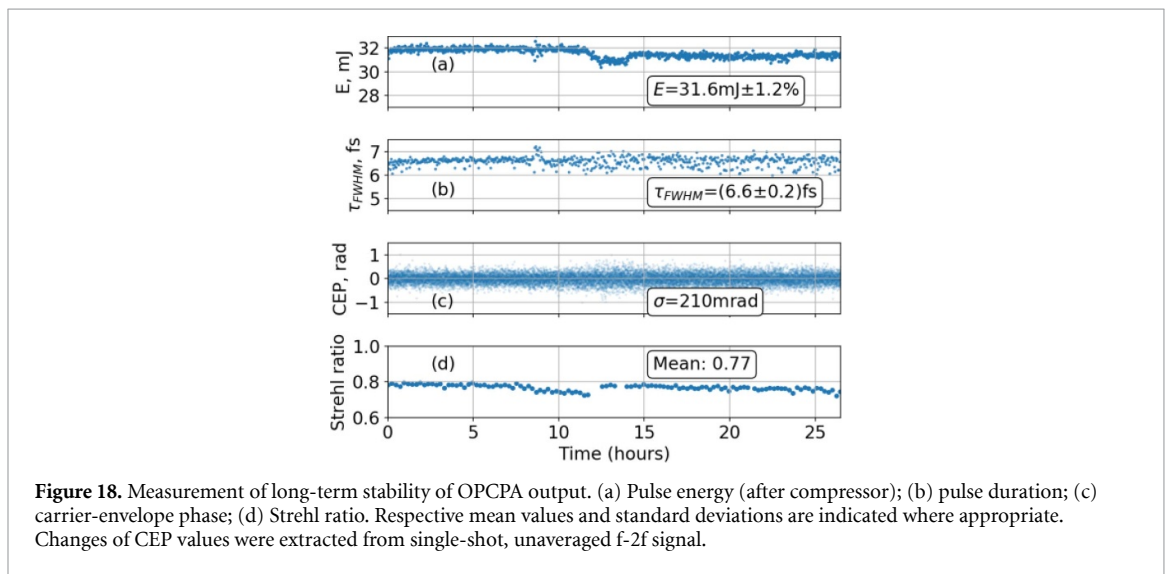 E, mJ
32
30
28
(a)
E=31.6mJ±1.2%
τFWHM, fs
7
6
5
(b)
τFWHM=(6.6±0.2)fs
CEP, rad
1
0
−1
(c)
σ=210mrad
Strehl ratio
1.0
0.8
0.6
(d)
Mean: 0.77
0 5 10 15 20 25
Time (hours)
Figure 18. Measurement of long-term stability of OPCPA output. (a) Pulse energy (after compressor); (b) pulse duration; (c)
carrier-envelope phase; (d) Strehl ratio. Respective mean values and standard deviations are indicated where appropriate.
Changes of CEP values were extracted from single-shot, unaveraged f-2f signal.